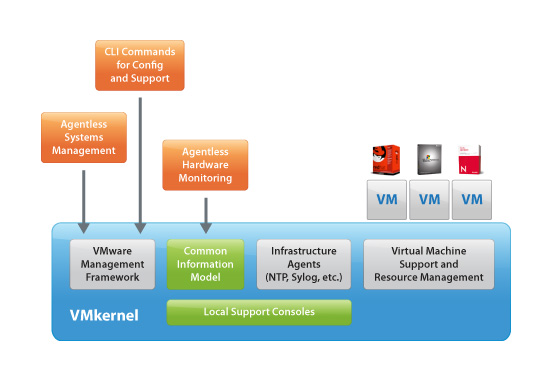 CLI Commands
for Config
and Support
Agentless
Systems
Management
Agentless
Hardware
Monitoring
N
VM
VM
VM
VMware
Management
Framework
Common
Information
Model
Infrastructure
Agents
(NTP, Sylog, etc.)
Virtual Machine
Support and
Resource Management
Local Support Consoles
VMkernel